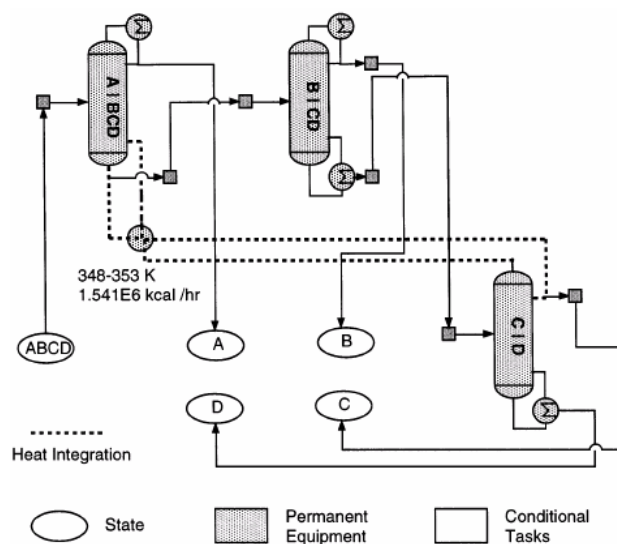 A | BCD
B | CD
348-353 K
1.541E6 kcal /hr
C | D
ABCD
A
B
D
C
Heat Integration
State
Permanent
Equipment
Conditional
Tasks